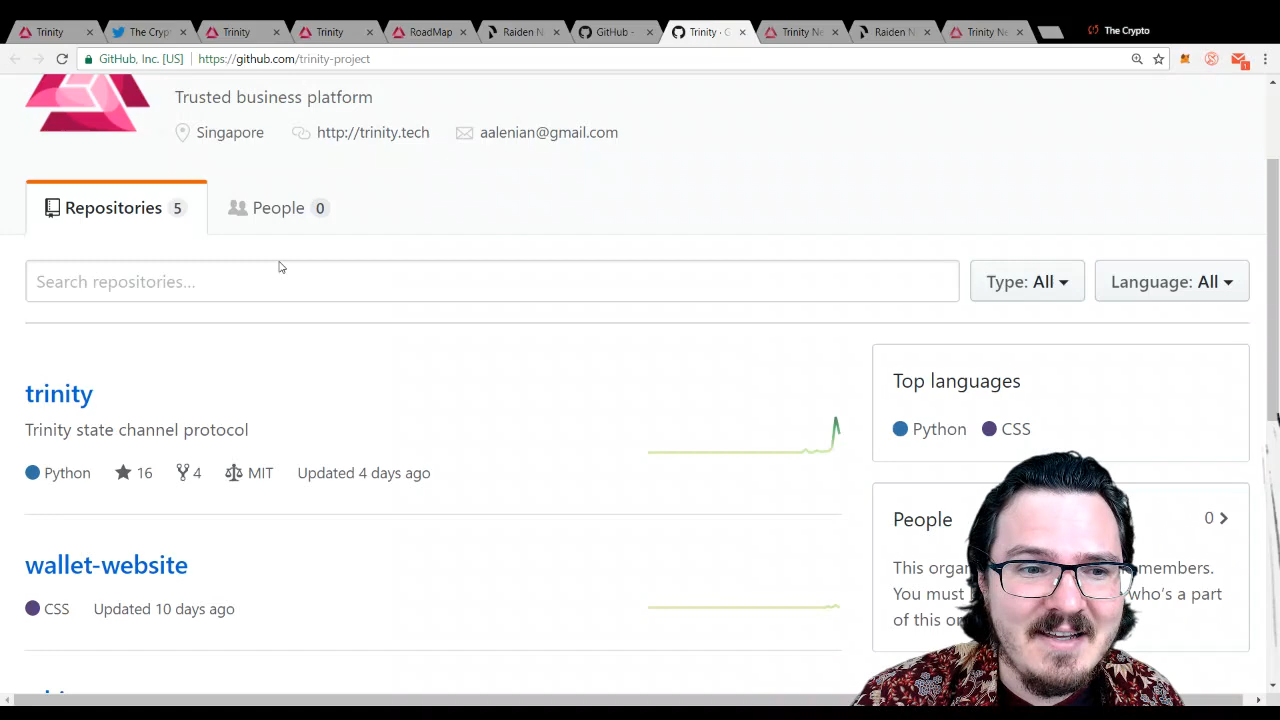 Trinity
The Cryp
Trinity
Trinity
RoadMap
Raiden N
GitHub -
Trinity · G
Trinity Ne
Raiden N
Trinity Ne
The Crypto
GitHub, Inc. [US]
https://github.com/trinity-project
1
Trusted business platform
Singapore
http://trinity.tech
aalenian@gmail.com
Repositories 5
People 0
Search repositories...
Type: All
Language: All
trinity
Trinity state channel protocol
Python
16
4
MIT
Updated 4 days ago
wallet-website
CSS
Updated 10 days ago
Top languages
Python
CSS
People
0
This orga
members.
You must
who's a part
of this or